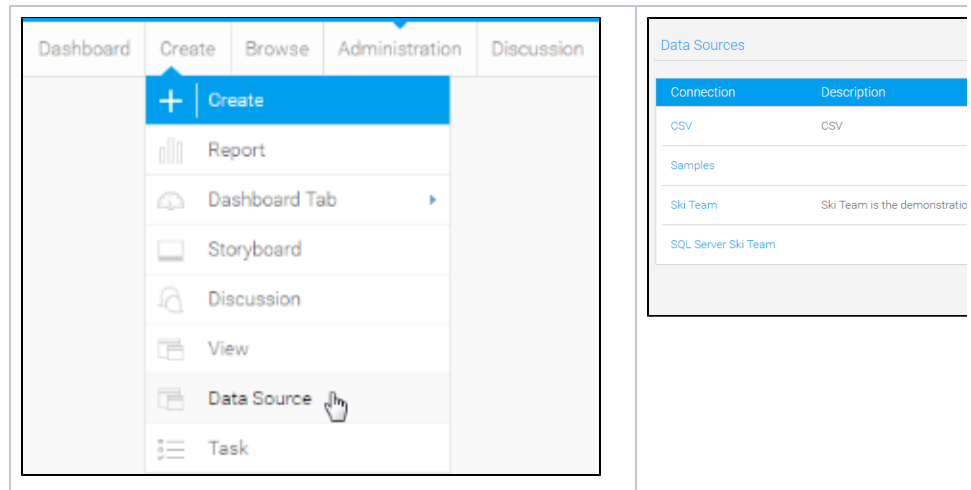 Dashboard Create Browse Administration Discussion
Create
Report
Dashboard Tab
Storyboard
Discussion
View
Data Source
Task
Data Sources
Connection Description
CSV CSV
Samples
Ski Team Ski Team is the demonstratio
SQL Server Ski Team